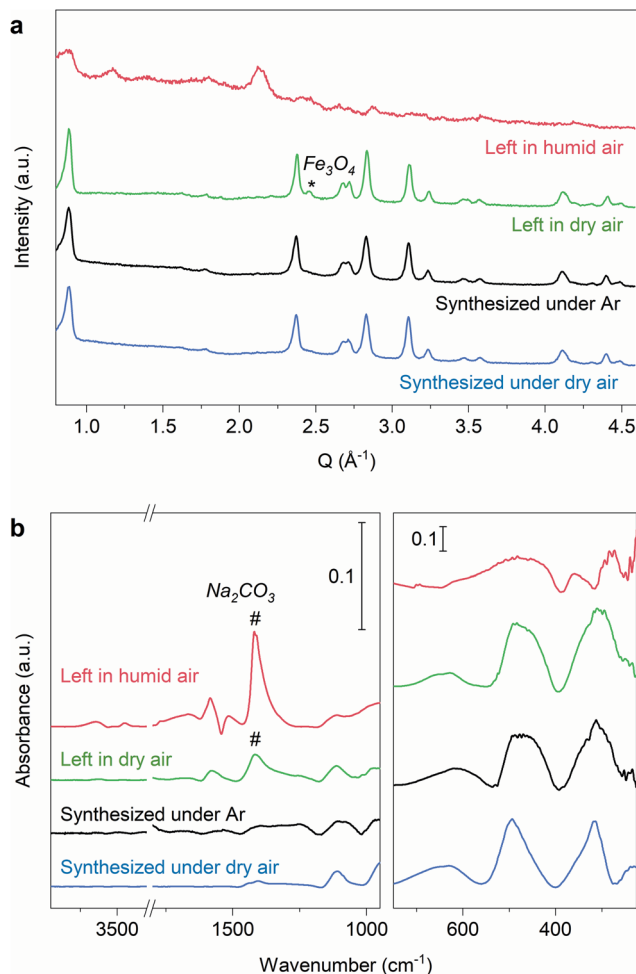 a
Intensity (a.u.)
Left in humid air
Fe3O4
*
Left in dry air
Synthesized under Ar
Synthesized under dry air
1.0 1.5 2.0 2.5 3.0 3.5 4.0 4.5
Q (Å-1)
b
Absorbance (a.u.)
0.1
0.1
Na2CO3
#
Left in humid air
#
Left in dry air
Synthesized under Ar
Synthesized under dry air
3500 1500 1000 600 400
Wavenumber (cm-1)